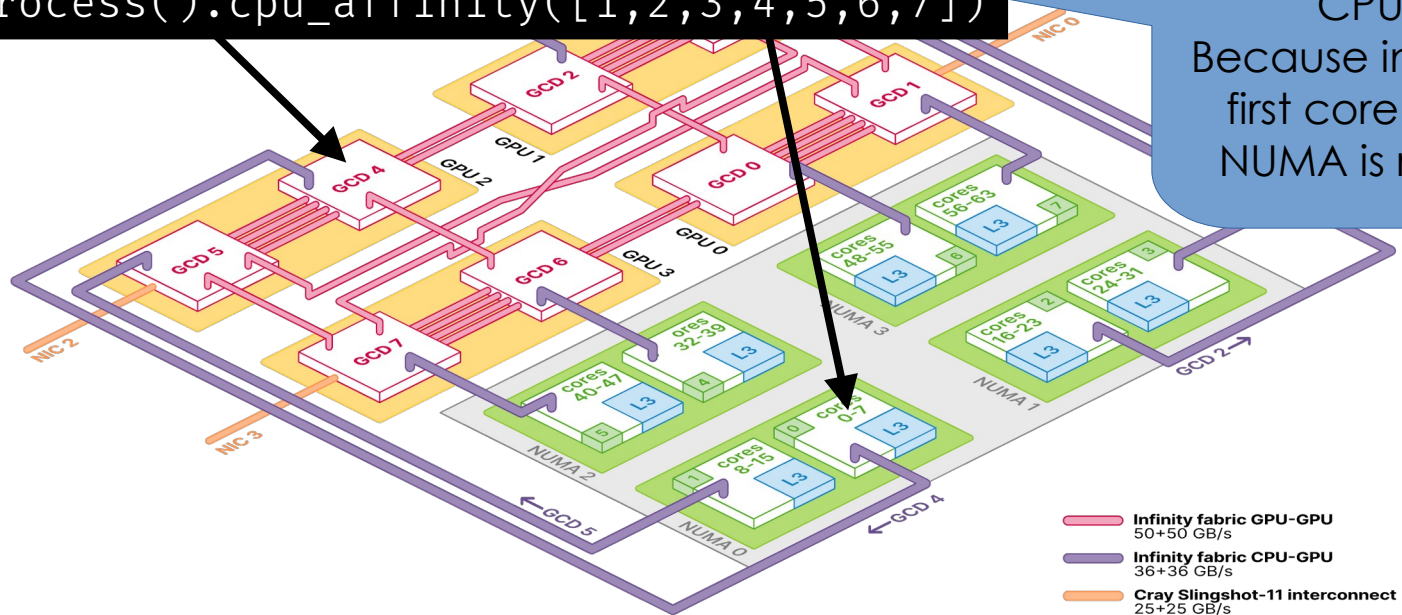 rocess().cpu_affinity([1,2,3,4,5,6,7])
CPU
Because in
first core
NUMA is
NIC 0
GCD 2
GCD 1
GPU 1
GCD 4
GPU 2
GCD 0
cores
56-63
7
L3
GPU 0
GCD 5
GCD 6
GPU 3
cores
48-55
6
L3
3
cores
24-31
L3
NUMA 3
2
cores
16-23
L3
NIC 2
GCD 7
ores
32-39
L3
4
GCD 2→
NUMA 1
cores
40-47
L3
5
cores
0-7
0
L3
NIC 3
NUMA 2
cores
8-15
1
L3
←GCD 5
←GCD 4
NUMA 0
Infinity fabric GPU-GPU
50+50 GB/s
Infinity fabric CPU-GPU
36+36 GB/s
Cray Slingshot-11 interconnect
25+25 GB/s